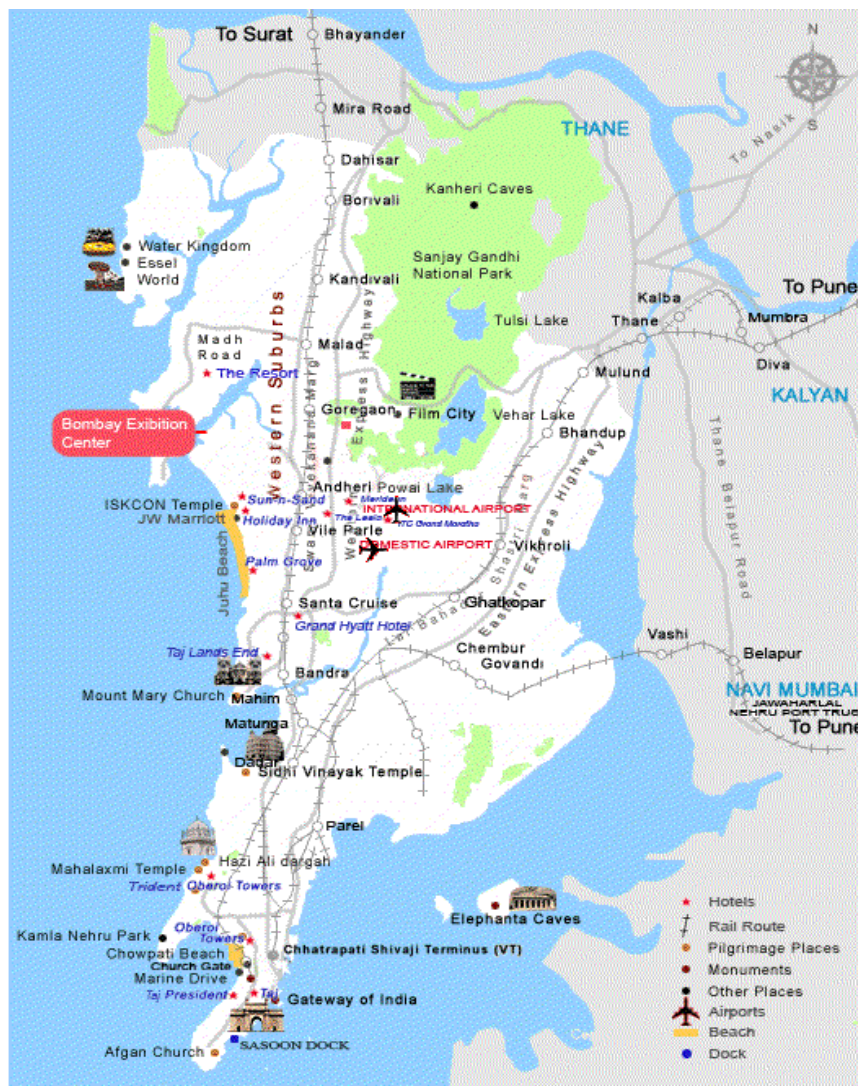 To Surat
Bhayander
N
S
Mira Road
THANE
To Nasik
Dahisar
Kanheri Caves
Borivali
Water Kingdom
Essel
World
Sanjay Gandhi
National Park
Kandivali
To Pune
Kalba
Mumbra
Tulsi Lake
Thane
Western Suburbs
Express Highway
Madh
Road
Malad
Diva
The Resort
Mulund
KALYAN
Goregaon
Film City
Vehar Lake
Bombay Exibition
Center
Bhandup
Andheri
Powai Lake
Sun-n-Sand
Merideien
ISKCON Temple
INTERNATIONAL AIRPORT
JW Marriott
Holiday Inn
The Leela
ITC Grand Maratha
Vile Parle
DOMESTIC AIRPORT
Vikhroli
Thane Belapur Road
Palm Grove
Juhu Beach
Santa Cruise
Ghatkopar
Lal Bahadur Shastri Marg
Eastern Express Highway
Grand Hyatt Hotel
Taj Lands End
Chembur
Govandi
Vashi
Belapur
Bandra
Mount Mary Church
Mahim
NAVI MUMBAI
JAWAHARLAL
NEHRU PORT TRUS
Matunga
To Pune
Dadar
Sidhi Vinayak Temple
Parel
Hazi Ali dargah
Mahalaxmi Temple
Trident
Oberoi Towers
Elephanta Caves
Oberoi
Towers
Kamla Nehru Park
Chowpati Beach
Chhatrapati Shivaji Terminus (VT)
Church Gate
Marine Drive
Taj President
Taj
Gateway of India
SASOON DOCK
Afgan Church
Hotels
Rail Route
Pilgrimage Places
Monuments
Other Places
Airports
Beach
Dock